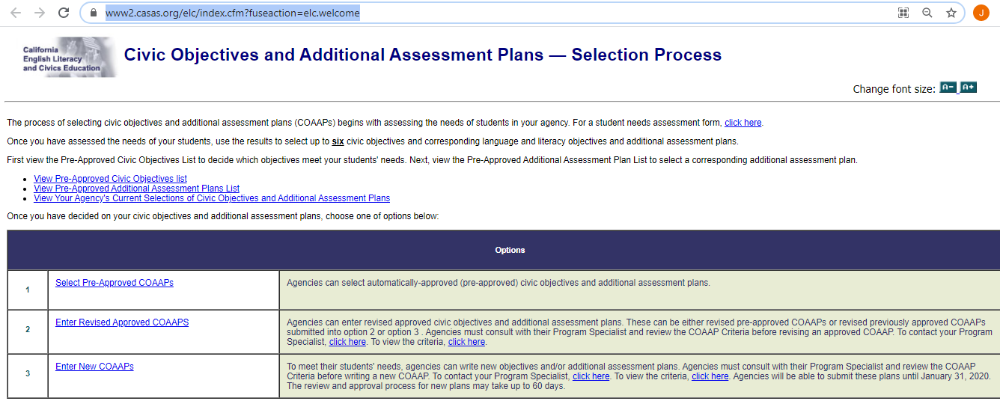 www2.casas.org/elc/index.cfm?fuseaction=elc.welcome
J
California
English Literacy
and Civics Education
Civic Objectives and Additional Assessment Plans — Selection Process
Change font size: A- A+
The process of selecting civic objectives and additional assessment plans (COAAPs) begins with assessing the needs of students in your agency. For a student needs assessment form, click here.
Once you have assessed the needs of your students, use the results to select up to six civic objectives and corresponding language and literacy objectives and additional assessment plans.
First view the Pre-Approved Civic Objectives List to decide which objectives meet your students' needs. Next, view the Pre-Approved Additional Assessment Plan List to select a corresponding additional assessment plan.
• View Pre-Approved Civic Objectives list
• View Pre-Approved Additional Assessment Plans List
• View Your Agency's Current Selections of Civic Objectives and Additional Assessment Plans
Once you have decided on your civic objectives and additional assessment plans, choose one of options below:
Options
1
Select Pre-Approved COAAPs
Agencies can select automatically-approved (pre-approved) civic objectives and additional assessment plans.
2
Enter Revised Approved COAAPS
Agencies can enter revised approved civic objectives and additional assessment plans. These can be either revised pre-approved COAAPs or revised previously approved COAAPs
submitted into option 2 or option 3 . Agencies must consult with their Program Specialist and review the COAAP Criteria before revising an approved COAAP. To contact your Program
Specialist, click here. To view the criteria, click here.
3
Enter New COAAPs
To meet their students' needs, agencies can write new objectives and/or additional assessment plans. Agencies must consult with their Program Specialist and review the COAAP
Criteria before writing a new COAAP. To contact your Program Specialist, click here. To view the criteria, click here. Agencies will be able to submit these plans until January 31, 2020.
The review and approval process for new plans may take up to 60 days.